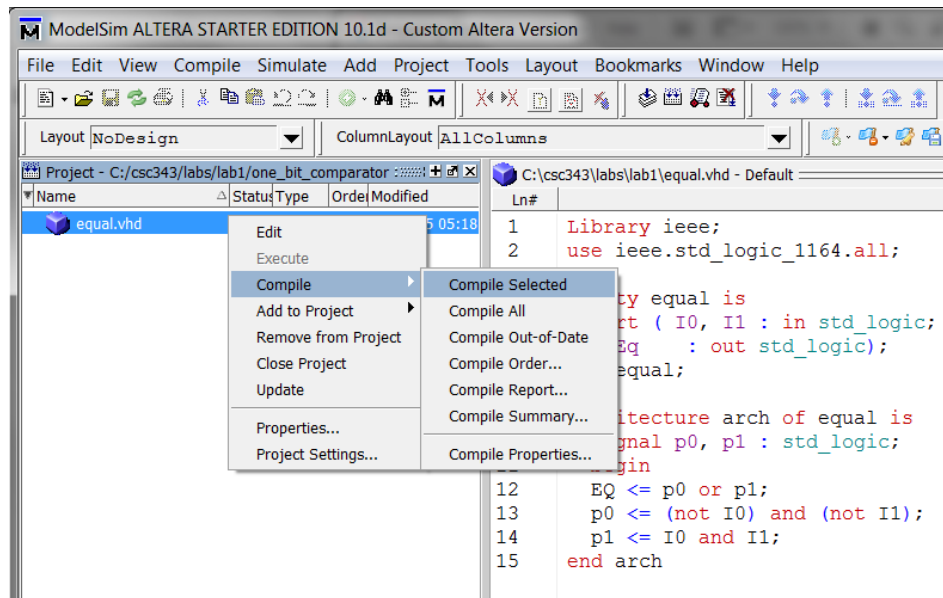 ModelSim ALTERA STARTER EDITION 10.1d - Custom Altera Version
File Edit View Compile Simulate Add Project Tools Layout Bookmarks Window Help
Layout NoDesign ColumnLayout AllColumns
Project - C:/csc343/labs/lab1/one_bit_comparator
Name Status Type Order Modified
equal.vhd 05:18
Edit
Execute
Compile
Add to Project
Remove from Project
Close Project
Update
Properties...
Project Settings...
Compile Selected
Compile All
Compile Out-of-Date
Compile Order...
Compile Report...
Compile Summary...
Compile Properties...
C:\csc343\labs\lab1\equal.vhd - Default
Ln#
1 Library ieee;
2 use ieee.std_logic_1164.all;
ty equal is
rt ( I0, I1 : in std_logic;
Eq : out std_logic);
equal;
itecture arch of equal is
gnal p0, p1 : std_logic;
gin
12 EQ <= p0 or p1;
13 p0 <= (not I0) and (not I1);
14 p1 <= I0 and I1;
15 end arch